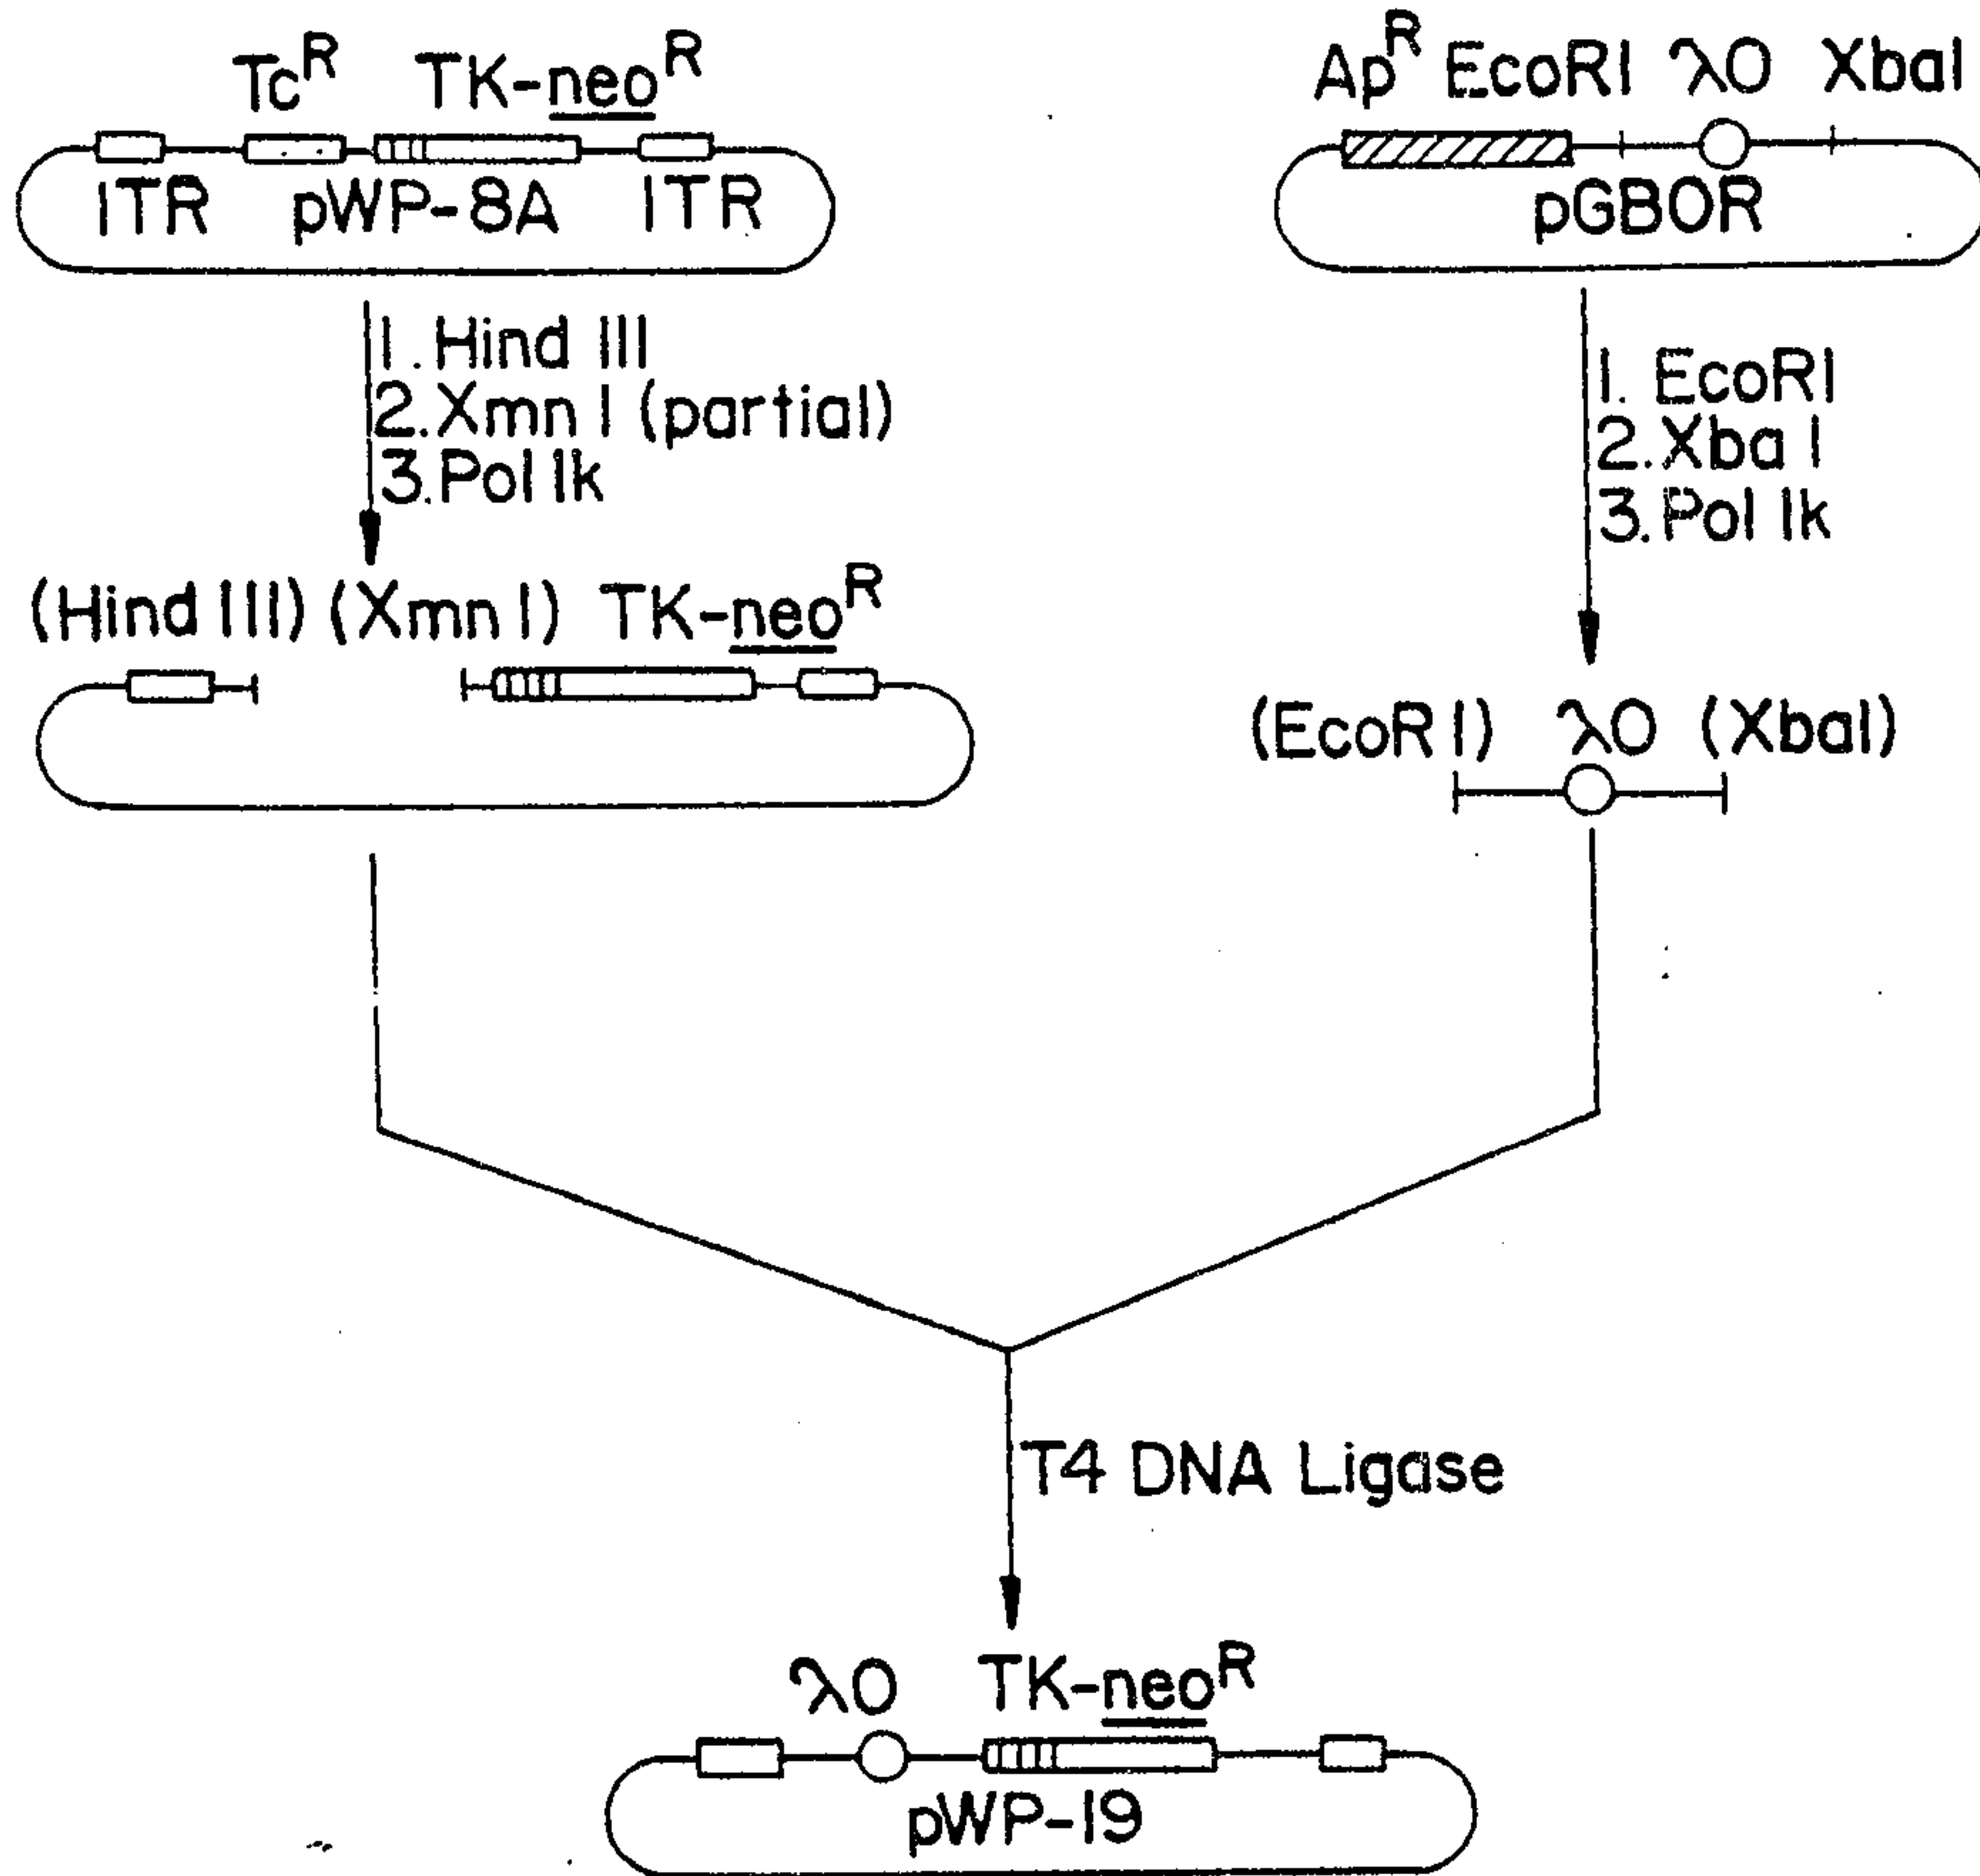 Tc^R TK-neo^R
ITR pWP-8A ITR
1. Hind III
2. Xmn I (partial)
3. Pol Ik
(Hind III) (Xmn I) TK-neo^R
Ap^R EcoRI λO XbaI
pGBOR
1. EcoRI
2. Xba I
3. Pol Ik
(EcoR I) λO (XbaI)
T4 DNA Ligase
λO TK-neo^R
pWP-19